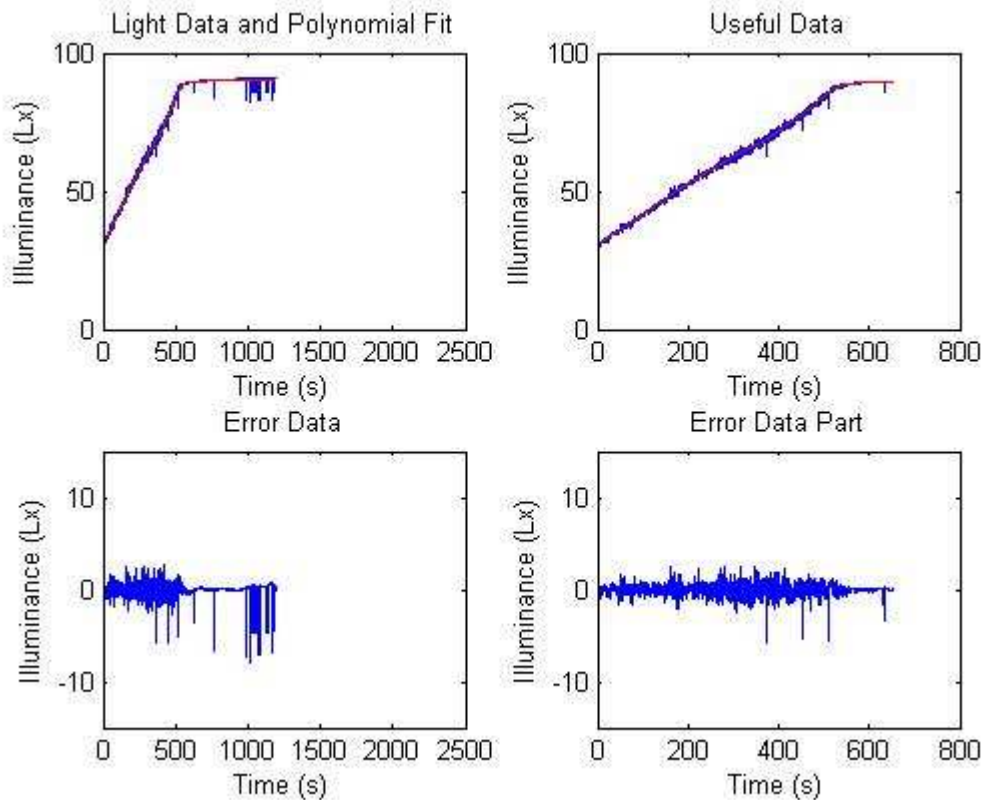 Light Data and Polynomial Fit
100
50
0
Illuminance (Lx)
0 500 1000 1500 2000 2500
Time (s)
Useful Data
100
50
0
Illuminance (Lx)
0 200 400 600 800
Time (s)
Error Data
10
0
-10
Illuminance (Lx)
0 500 1000 1500 2000 2500
Time (s)
Error Data Part
10
0
-10
Illuminance (Lx)
0 200 400 600 800
Time (s)